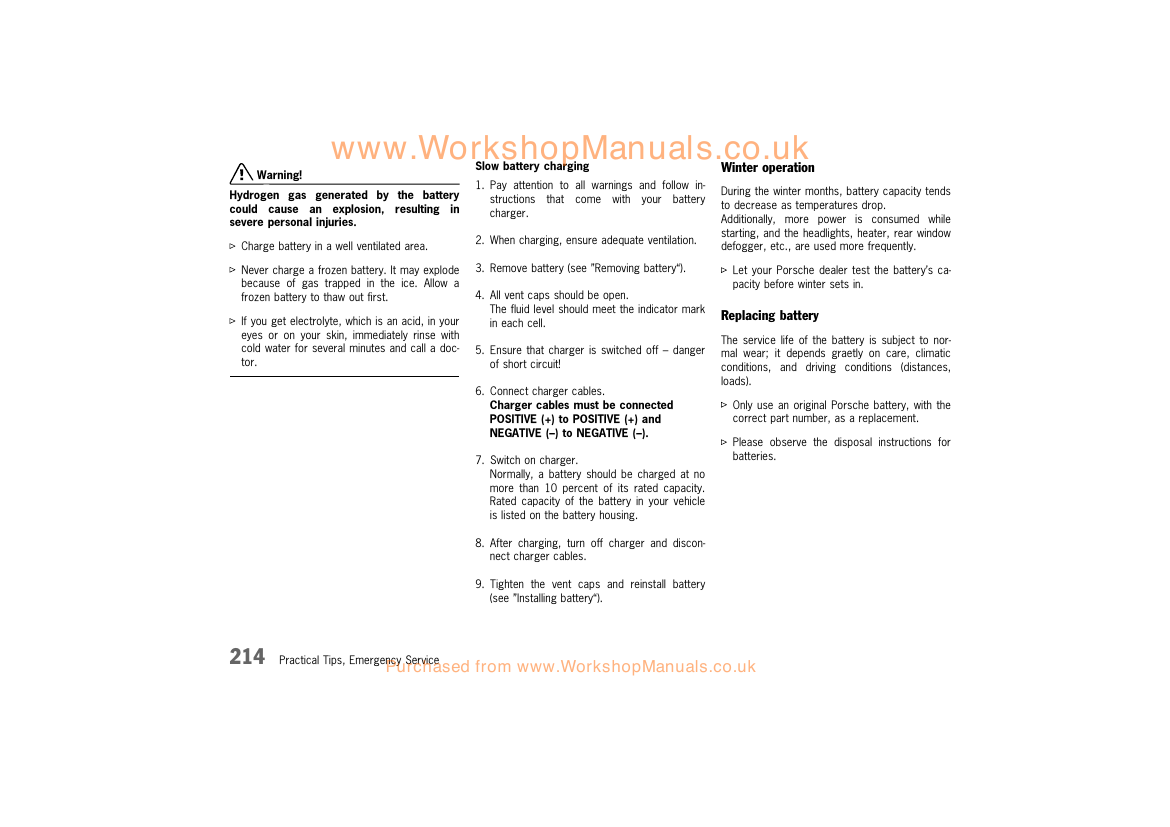 www.WorkshopManuals.co.uk
Warning!
Hydrogen gas generated by the battery
could cause an explosion, resulting in
severe personal injuries.
▷ Charge battery in a well ventilated area.
▷ Never charge a frozen battery. It may explode
because of gas trapped in the ice. Allow a
frozen battery to thaw out first.
▷ If you get electrolyte, which is an acid, in your
eyes or on your skin, immediately rinse with
cold water for several minutes and call a doc-
tor.
Slow battery charging
1. Pay attention to all warnings and follow in-
structions that come with your battery
charger.
2. When charging, ensure adequate ventilation.
3. Remove battery (see ”Removing battery“).
4. All vent caps should be open.
The fluid level should meet the indicator mark
in each cell.
5. Ensure that charger is switched off – danger
of short circuit!
6. Connect charger cables.
Charger cables must be connected
POSITIVE (+) to POSITIVE (+) and
NEGATIVE (–) to NEGATIVE (–).
7. Switch on charger.
Normally, a battery should be charged at no
more than 10 percent of its rated capacity.
Rated capacity of the battery in your vehicle
is listed on the battery housing.
8. After charging, turn off charger and discon-
nect charger cables.
9. Tighten the vent caps and reinstall battery
(see ”Installing battery“).
Winter operation
During the winter months, battery capacity tends
to decrease as temperatures drop.
Additionally, more power is consumed while
starting, and the headlights, heater, rear window
defogger, etc., are used more frequently.
▷ Let your Porsche dealer test the battery’s ca-
pacity before winter sets in.
Replacing battery
The service life of the battery is subject to nor-
mal wear; it depends graetly on care, climatic
conditions, and driving conditions (distances,
loads).
▷ Only use an original Porsche battery, with the
correct part number, as a replacement.
▷ Please observe the disposal instructions for
batteries.
214 Practical Tips, Emergency Service
Purchased from www.WorkshopManuals.co.uk